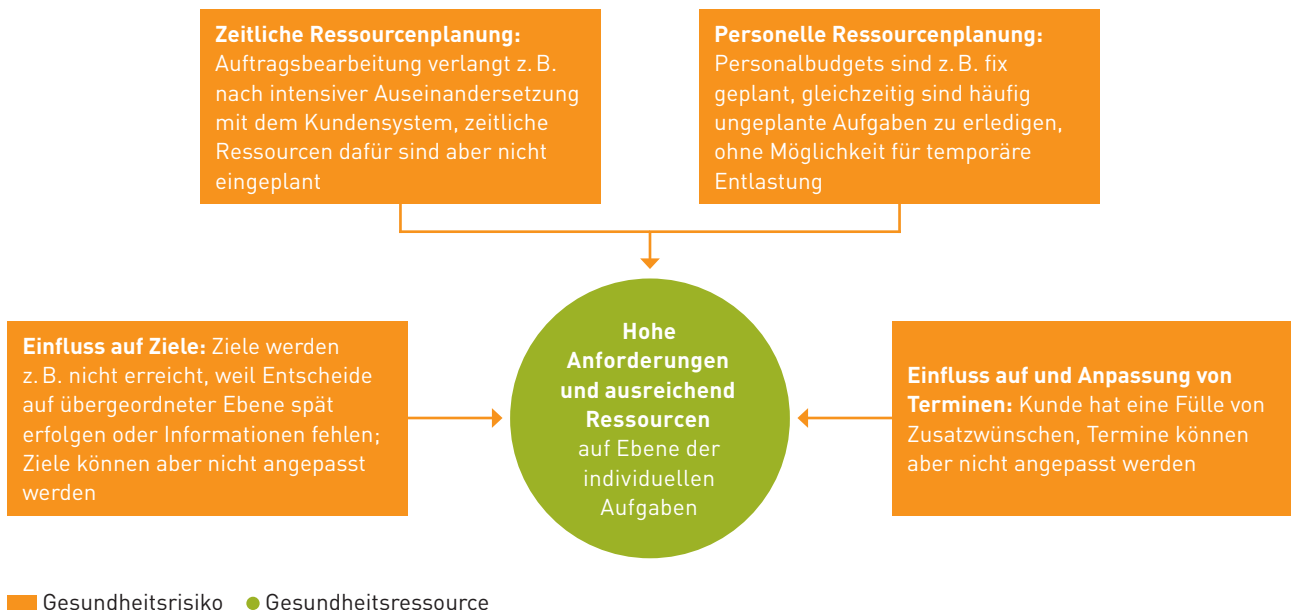 Zeitliche Ressourcenplanung:
Auftragsbearbeitung verlangt z. B.
nach intensiver Auseinandersetzung
mit dem Kundensystem, zeitliche
Ressourcen dafür sind aber nicht
eingeplant
Personelle Ressourcenplanung:
Personalbudgets sind z. B. fix
geplant, gleichzeitig sind häufig
ungeplante Aufgaben zu erledigen,
ohne Möglichkeit für temporäre
Entlastung
Einfluss auf Ziele: Ziele werden
z. B. nicht erreicht, weil Entscheide
auf übergeordneter Ebene spät
erfolgen oder Informationen fehlen;
Ziele können aber nicht angepasst
werden
Hohe
Anforderungen
und ausreichend
Ressourcen
auf Ebene der
individuellen
Aufgaben
Einfluss auf und Anpassung von
Terminen: Kunde hat eine Fülle von
Zusatzwünschen, Termine können
aber nicht angepasst werden
Gesundheitsrisiko
Gesundheitsressource